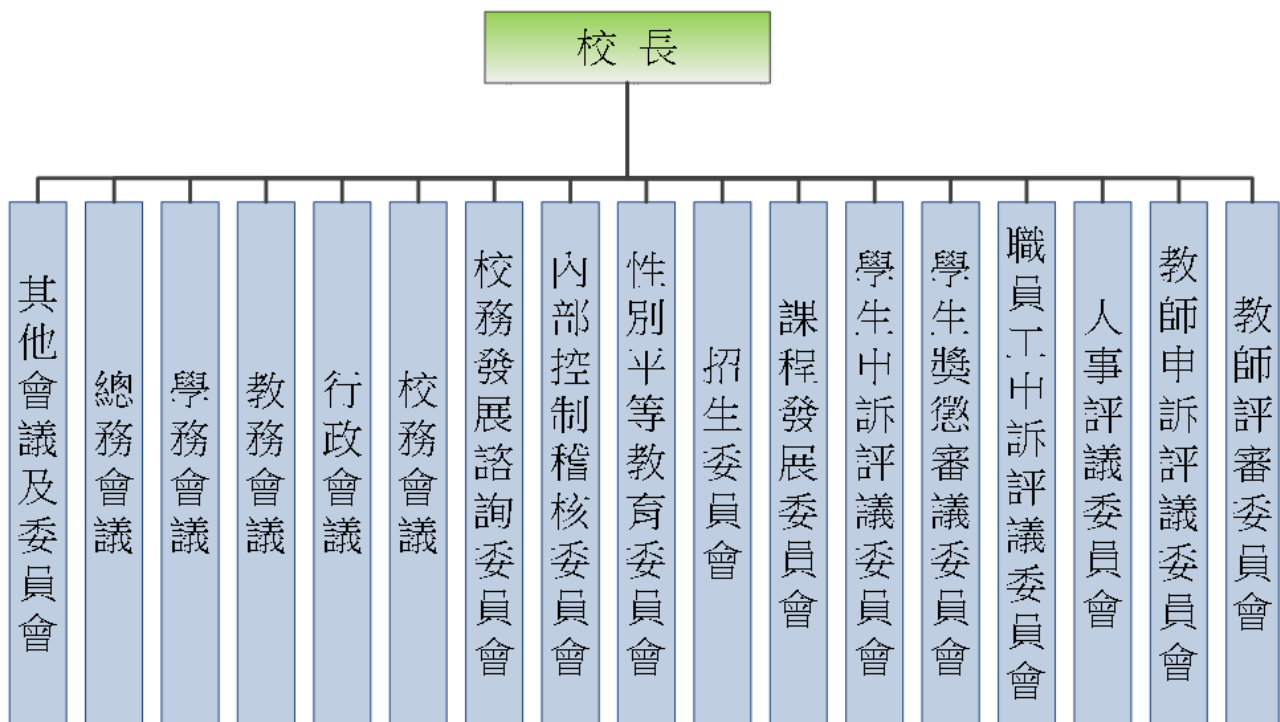 校長
其他會議及委員會
總務會議
學務會議
教務會議
行政會議
校務會議
校務發展諮詢委員會
內部控制稽核委員會
性別平等教育委員會
招生委員會
課程發展委員會
學生申訴評議委員會
學生獎懲審議委員會
職員工申訴評議委員會
人事評議委員會
教師申訴評議委員會
教師評審委員會